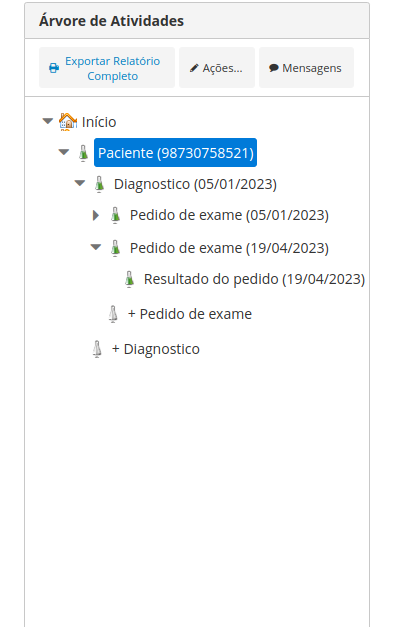 Árvore de Atividades
Exportar Relatório
Completo
Ações...
Mensagens
Início
Paciente (98730758521)
Diagnostico (05/01/2023)
Pedido de exame (05/01/2023)
Pedido de exame (19/04/2023)
Resultado do pedido (19/04/2023)
+ Pedido de exame
+ Diagnostico